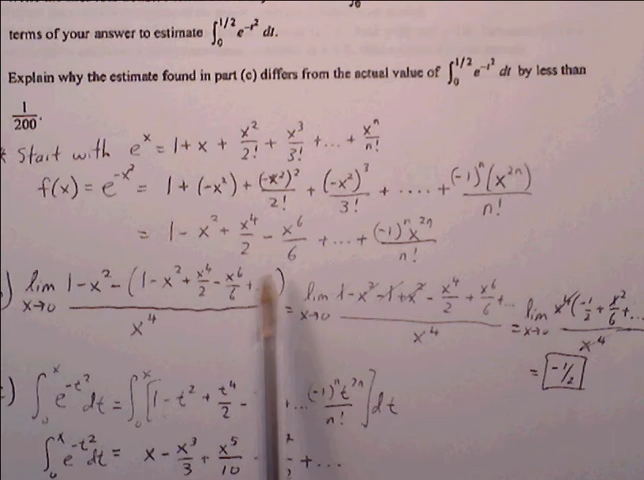 terms of your answer to estimate ∫₀^{1/2} e^{-t²} dt.
Explain why the estimate found in part (c) differs from the actual value of ∫₀^{1/2} e^{-t²} dt by less than
1/200.
* Start with e^x = 1 + x + x²/2! + x³/3! + ... + x^n/n!
f(x) = e^{-x²} = 1 + (-x²) + (-x²)²/2! + (-x²)³/3! + .... + (-1)^n (x^{2n})/n!
= 1 - x² + x⁴/2 - x⁶/6 + ... + (-1)^n x^{2n}/n!
) lim x→0 (1 - x² - (1 - x² + x⁴/2 - x⁶/6 + ...))/x⁴ = lim x→0 (1 - x² - 1 + x² - x⁴/2 + x⁶/6 + ...)/x⁴ = lim x→0 x⁴(-1/2 + x²/6 + ...)/x⁴
= -1/2
:) ∫₀^x e^{-t²} dt = ∫₀^x [1 - t² + t⁴/2 - ... (-1)^n t^{2n}/n!] dt
∫₀^x e^{-t²} dt = x - x³/3 + x⁵/10 + ...